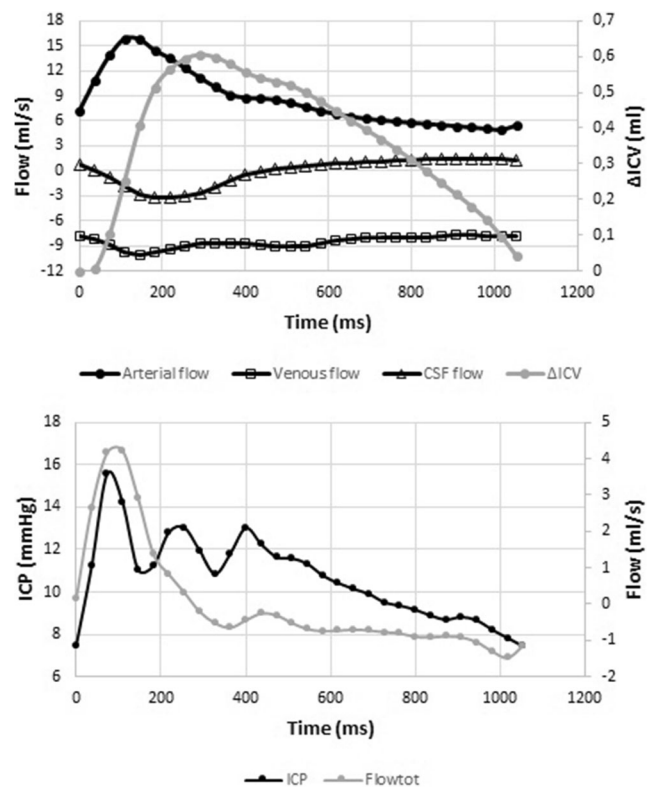 18 0,7
15 0,6
12 0,5
9 0,4
6
3 0,3
0
-3 0,2
-6 0,1
-9
-12 0
Flow (ml/s)
ΔICV (ml)
0 200 400 600 800 1000 1200
Time (ms)
Arterial flow Venous flow CSF flow ΔICV
18 5
16 4
14 3
12 2
1
10 0
8 -1
6 -2
ICP (mmHg)
Flow (ml/s)
0 200 400 600 800 1000 1200
Time (ms)
ICP Flowtot